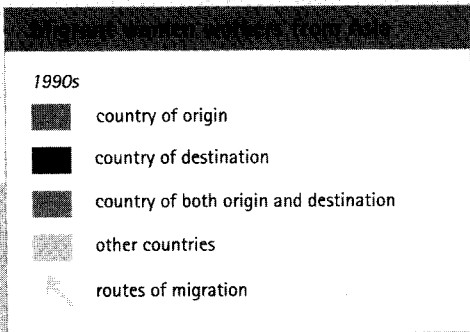 Migrant women workers from Asia
1990s
country of origin
country of destination
country of both origin and destination
other countries
routes of migration